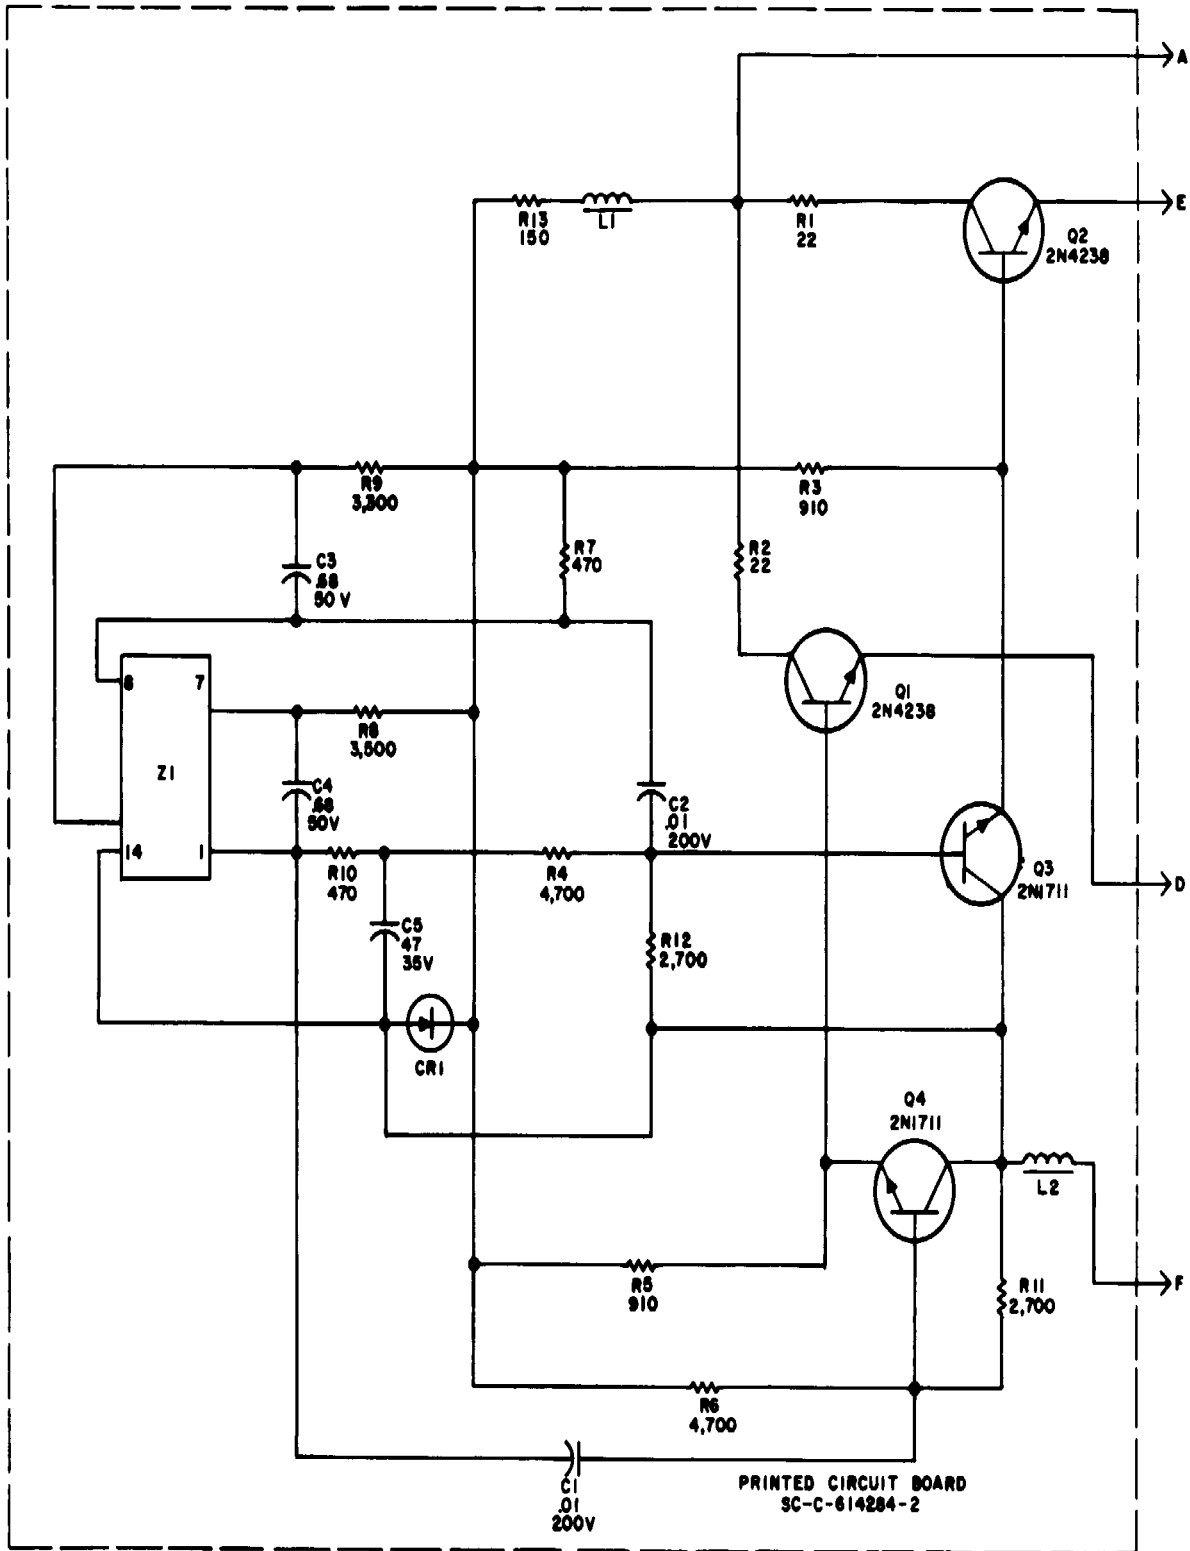 A
R13
150
L1
R1
22
Q2
2N4238
E
R9
3,300
R3
910
C3
.68
50 V
R7
470
R2
22
8
7
Z1
14
1
R8
3,500
C4
.68
50V
Q1
2N4238
C2
.01
200V
R10
470
R4
4,700
Q3
2N1711
D
C5
47
35V
R12
2,700
CR1
Q4
2N1711
L2
R5
910
R11
2,700
F
R6
4,700
C1
.01
200V
PRINTED CIRCUIT BOARD
SC-C-614284-2